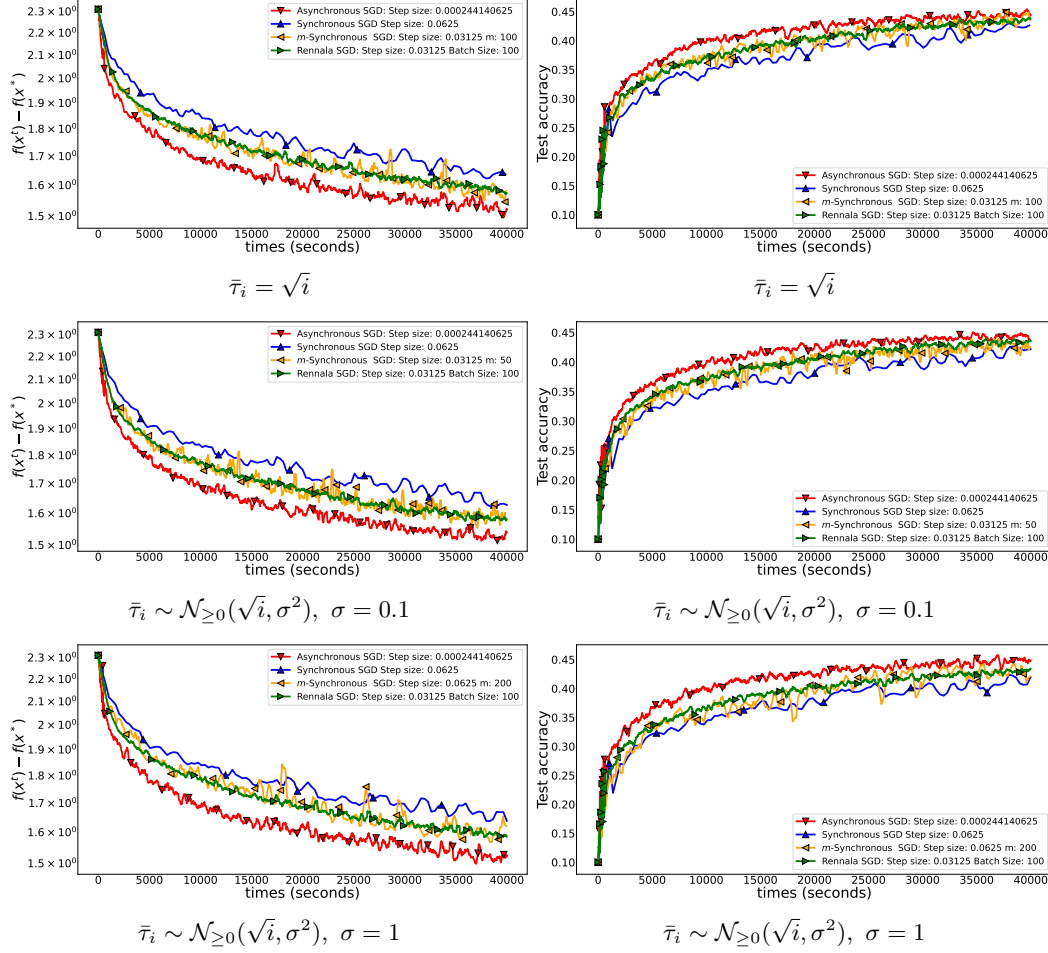 Asynchronous SGD: Step size: 0.000244140625
Synchronous SGD Step size: 0.0625
m-Synchronous SGD: Step size: 0.03125 m: 100
Rennala SGD: Step size: 0.03125 Batch Size: 100
2.3 × 10⁰
2.2 × 10⁰
2.1 × 10⁰
2 × 10⁰
1.9 × 10⁰
1.8 × 10⁰
1.7 × 10⁰
1.6 × 10⁰
1.5 × 10⁰
f(xᵗ) − f(x*)
0 5000 10000 15000 20000 25000 30000 35000 40000
times (seconds)
τ̄ᵢ = √i
0.45
0.40
0.35
0.30
0.25
0.20
0.15
0.10
Test accuracy
Asynchronous SGD: Step size: 0.000244140625
Synchronous SGD Step size: 0.0625
m-Synchronous SGD: Step size: 0.03125 m: 100
Rennala SGD: Step size: 0.03125 Batch Size: 100
0 5000 10000 15000 20000 25000 30000 35000 40000
times (seconds)
τ̄ᵢ = √i
Asynchronous SGD: Step size: 0.000244140625
Synchronous SGD Step size: 0.0625
m-Synchronous SGD: Step size: 0.03125 m: 50
Rennala SGD: Step size: 0.03125 Batch Size: 100
2.3 × 10⁰
2.2 × 10⁰
2.1 × 10⁰
2 × 10⁰
1.9 × 10⁰
1.8 × 10⁰
1.7 × 10⁰
1.6 × 10⁰
1.5 × 10⁰
f(xᵗ) − f(x*)
0 5000 10000 15000 20000 25000 30000 35000 40000
times (seconds)
τ̄ᵢ ∼ 𝒩≥0(√i, σ²), σ = 0.1
0.45
0.40
0.35
0.30
0.25
0.20
0.15
0.10
Test accuracy
Asynchronous SGD: Step size: 0.000244140625
Synchronous SGD Step size: 0.0625
m-Synchronous SGD: Step size: 0.03125 m: 50
Rennala SGD: Step size: 0.03125 Batch Size: 100
0 5000 10000 15000 20000 25000 30000 35000 40000
times (seconds)
τ̄ᵢ ∼ 𝒩≥0(√i, σ²), σ = 0.1
Asynchronous SGD: Step size: 0.000244140625
Synchronous SGD Step size: 0.0625
m-Synchronous SGD: Step size: 0.0625 m: 200
Rennala SGD: Step size: 0.03125 Batch Size: 100
2.3 × 10⁰
2.2 × 10⁰
2.1 × 10⁰
2 × 10⁰
1.9 × 10⁰
1.8 × 10⁰
1.7 × 10⁰
1.6 × 10⁰
1.5 × 10⁰
f(xᵗ) − f(x*)
0 5000 10000 15000 20000 25000 30000 35000 40000
times (seconds)
τ̄ᵢ ∼ 𝒩≥0(√i, σ²), σ = 1
0.45
0.40
0.35
0.30
0.25
0.20
0.15
0.10
Test accuracy
Asynchronous SGD: Step size: 0.000244140625
Synchronous SGD Step size: 0.0625
m-Synchronous SGD: Step size: 0.0625 m: 200
Rennala SGD: Step size: 0.03125 Batch Size: 100
0 5000 10000 15000 20000 25000 30000 35000 40000
times (seconds)
τ̄ᵢ ∼ 𝒩≥0(√i, σ²), σ = 1